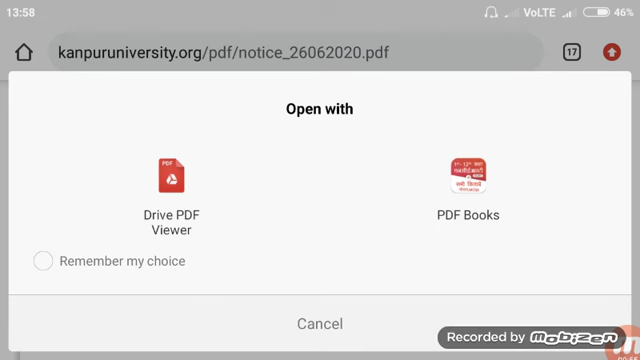 13:58
VoLTE
46%
kanpuruniversity.org/pdf/notice_26062020.pdf
17
Open with
PDF
Drive PDF
Viewer
PDF Books
Remember my choice
Cancel
Recorded by MOBIZEN